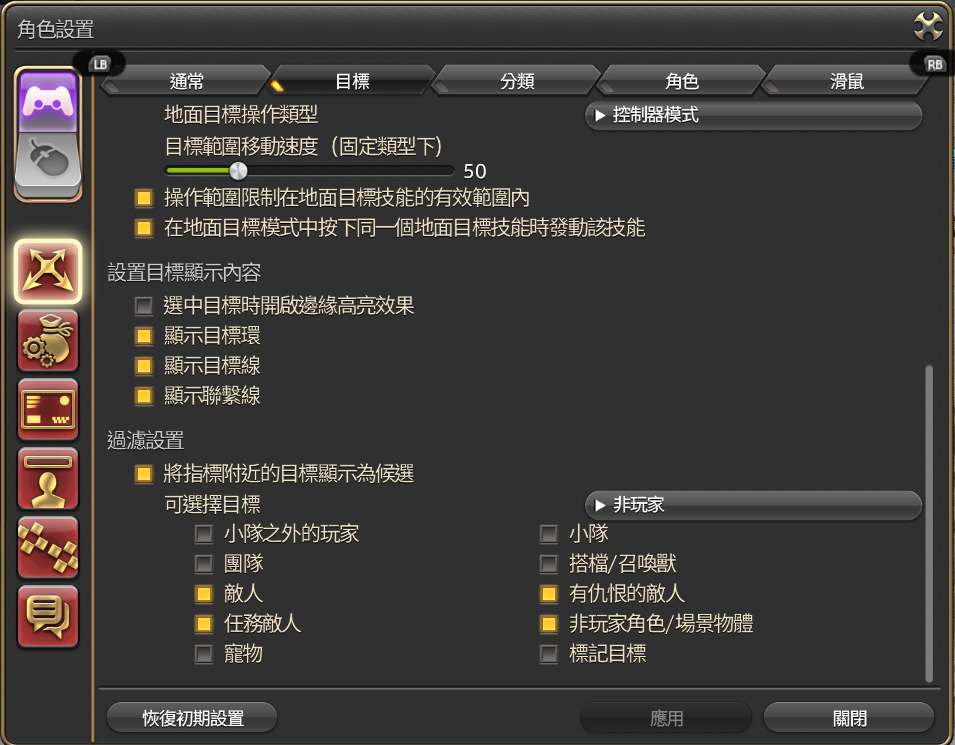 角色設置
LB
RB
通常 目標 分類 角色 滑鼠
地面目標操作類型 控制器模式
目標範圍移動速度（固定類型下）
50
操作範圍限制在地面目標技能的有效範圍內
在地面目標模式中按下同一個地面目標技能時發動該技能
設置目標顯示內容
選中目標時開啟邊緣高亮效果
顯示目標環
顯示目標線
顯示聯繫線
過濾設置
將指標附近的目標顯示為候選
可選擇目標 非玩家
小隊之外的玩家 小隊
團隊 搭檔/召喚獸
敵人 有仇恨的敵人
任務敵人 非玩家角色/場景物體
寵物 標記目標
恢復初期設置 應用 關閉